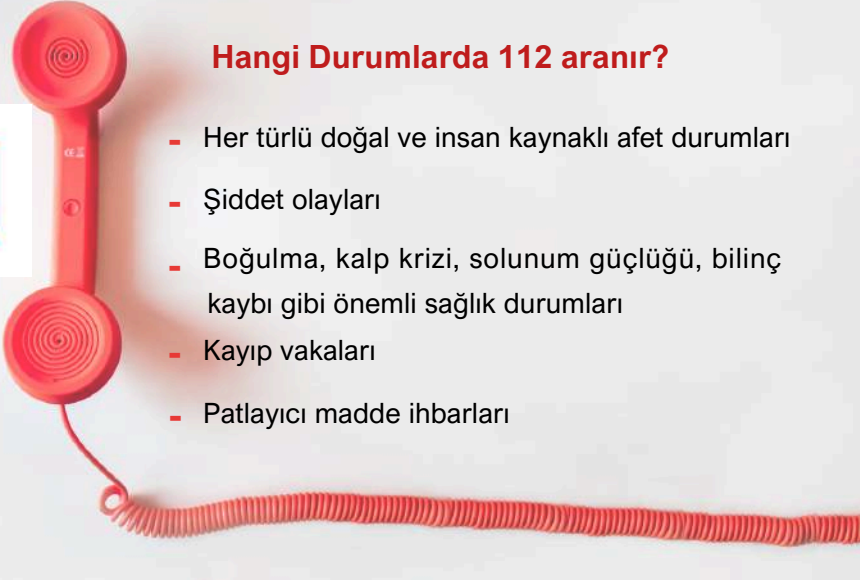 Hangi Durumlarda 112 aranır?
- Her türlü doğal ve insan kaynaklı afet durumları
- Şiddet olayları
- Boğulma, kalp krizi, solunum güçlüğü, bilinç
kaybı gibi önemli sağlık durumları
- Kayıp vakaları
- Patlayıcı madde ihbarları